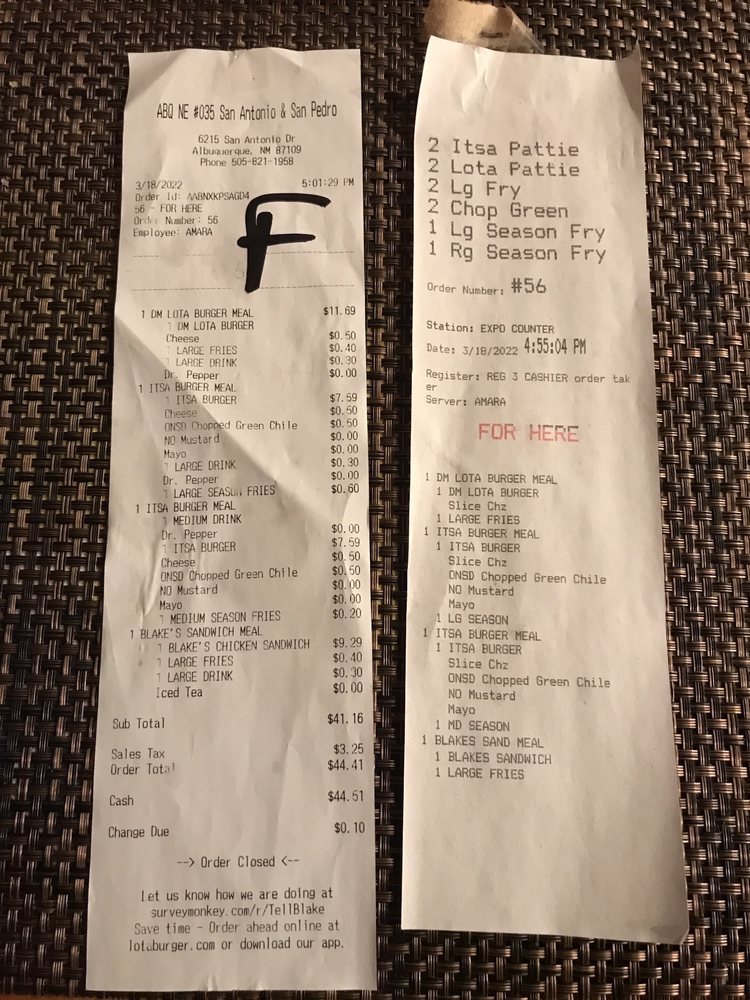 ABQ NE #035 San Antonio & San Pedro
6215 San Antonio Dr
Albuquerque, NM 87109
Phone 505-821-1958
3/18/2022 5:01:29 PM
Order Id: AABNXKPSAGD4
56 - FOR HERE
Order Number: 56
Employee: AMARA
F
1 DM LOTA BURGER MEAL $11.69
1 DM LOTA BURGER
Cheese $0.50
1 LARGE FRIES $0.40
1 LARGE DRINK $0.30
Dr. Pepper $0.00
1 ITSA BURGER MEAL
1 ITSA BURGER $7.59
Cheese $0.50
ONSD Chopped Green Chile $0.50
NO Mustard $0.00
Mayo $0.00
1 LARGE DRINK $0.30
Dr. Pepper $0.00
1 LARGE SEASON FRIES $0.60
1 ITSA BURGER MEAL
1 MEDIUM DRINK
Dr. Pepper $0.00
1 ITSA BURGER $7.59
Cheese $0.50
ONSD Chopped Green Chile $0.50
NO Mustard $0.00
Mayo $0.00
1 MEDIUM SEASON FRIES $0.20
1 BLAKE'S SANDWICH MEAL
1 BLAKE'S CHICKEN SANDWICH $9.29
1 LARGE FRIES $0.40
1 LARGE DRINK $0.30
Iced Tea $0.00
Sub Total $41.16
Sales Tax $3.25
Order Total $44.41
Cash $44.51
Change Due $0.10
--> Order Closed <--
Let us know how we are doing at
surveymonkey.com/r/TellBlake
Save time - Order ahead online at
lotaburger.com or download our app.
2 Itsa Pattie
2 Lota Pattie
2 Lg Fry
2 Chop Green
1 Lg Season Fry
1 Rg Season Fry
Order Number: #56
Station: EXPO COUNTER
Date: 3/18/2022 4:55:04 PM
Register: REG 3 CASHIER order tak
er
Server: AMARA
FOR HERE
1 DM LOTA BURGER MEAL
1 DM LOTA BURGER
Slice Chz
1 LARGE FRIES
1 ITSA BURGER MEAL
1 ITSA BURGER
Slice Chz
ONSD Chopped Green Chile
NO Mustard
Mayo
1 LG SEASON
1 ITSA BURGER MEAL
1 ITSA BURGER
Slice Chz
ONSD Chopped Green Chile
NO Mustard
Mayo
1 MD SEASON
1 BLAKES SAND MEAL
1 BLAKES SANDWICH
1 LARGE FRIES